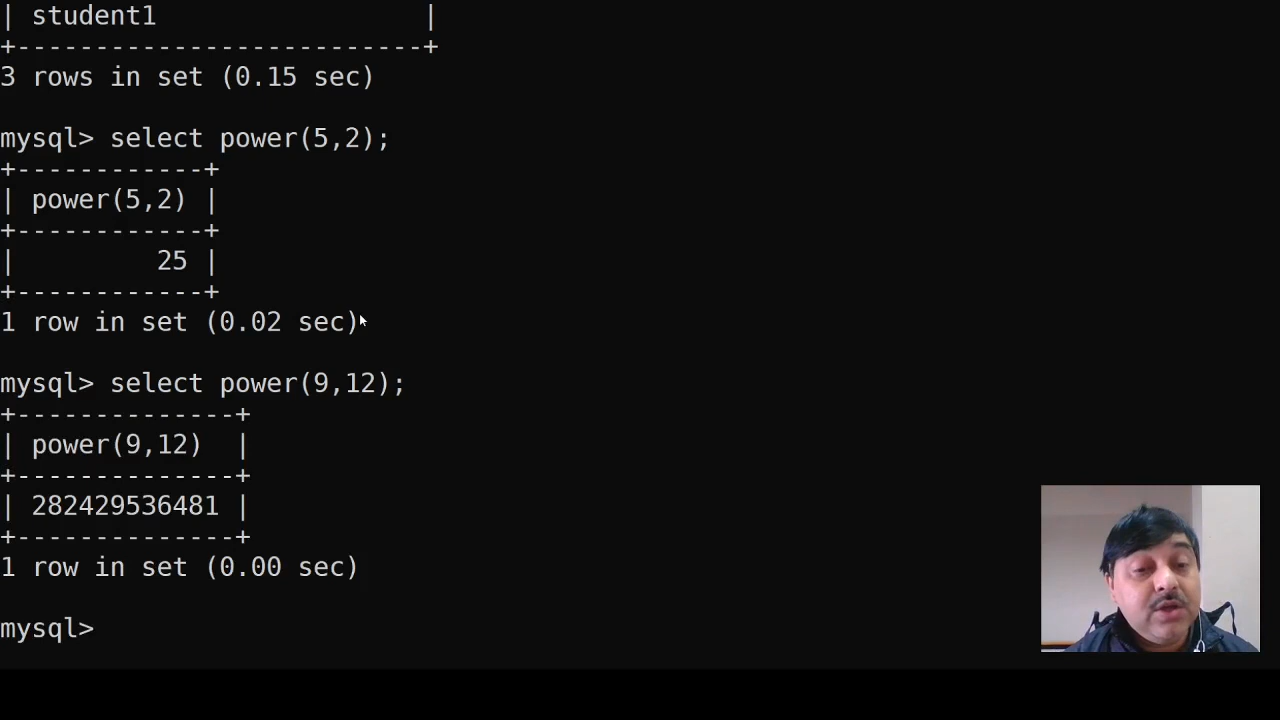 | student1                 |
+--------------------------+
3 rows in set (0.15 sec)
mysql> select power(5,2);
+------------+
| power(5,2) |
+------------+
|         25 |
+------------+
1 row in set (0.02 sec)
mysql> select power(9,12);
+--------------+
| power(9,12)  |
+--------------+
| 282429536481 |
+--------------+
1 row in set (0.00 sec)
mysql>